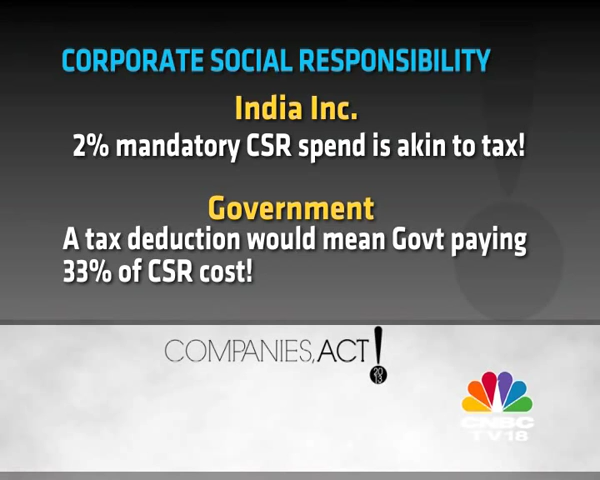 CORPORATE SOCIAL RESPONSIBILITY
India Inc.
2% mandatory CSR spend is akin to tax!
Government
A tax deduction would mean Govt paying
33% of CSR cost!
COMPANIES, ACT!
2013
CNBC
TV18